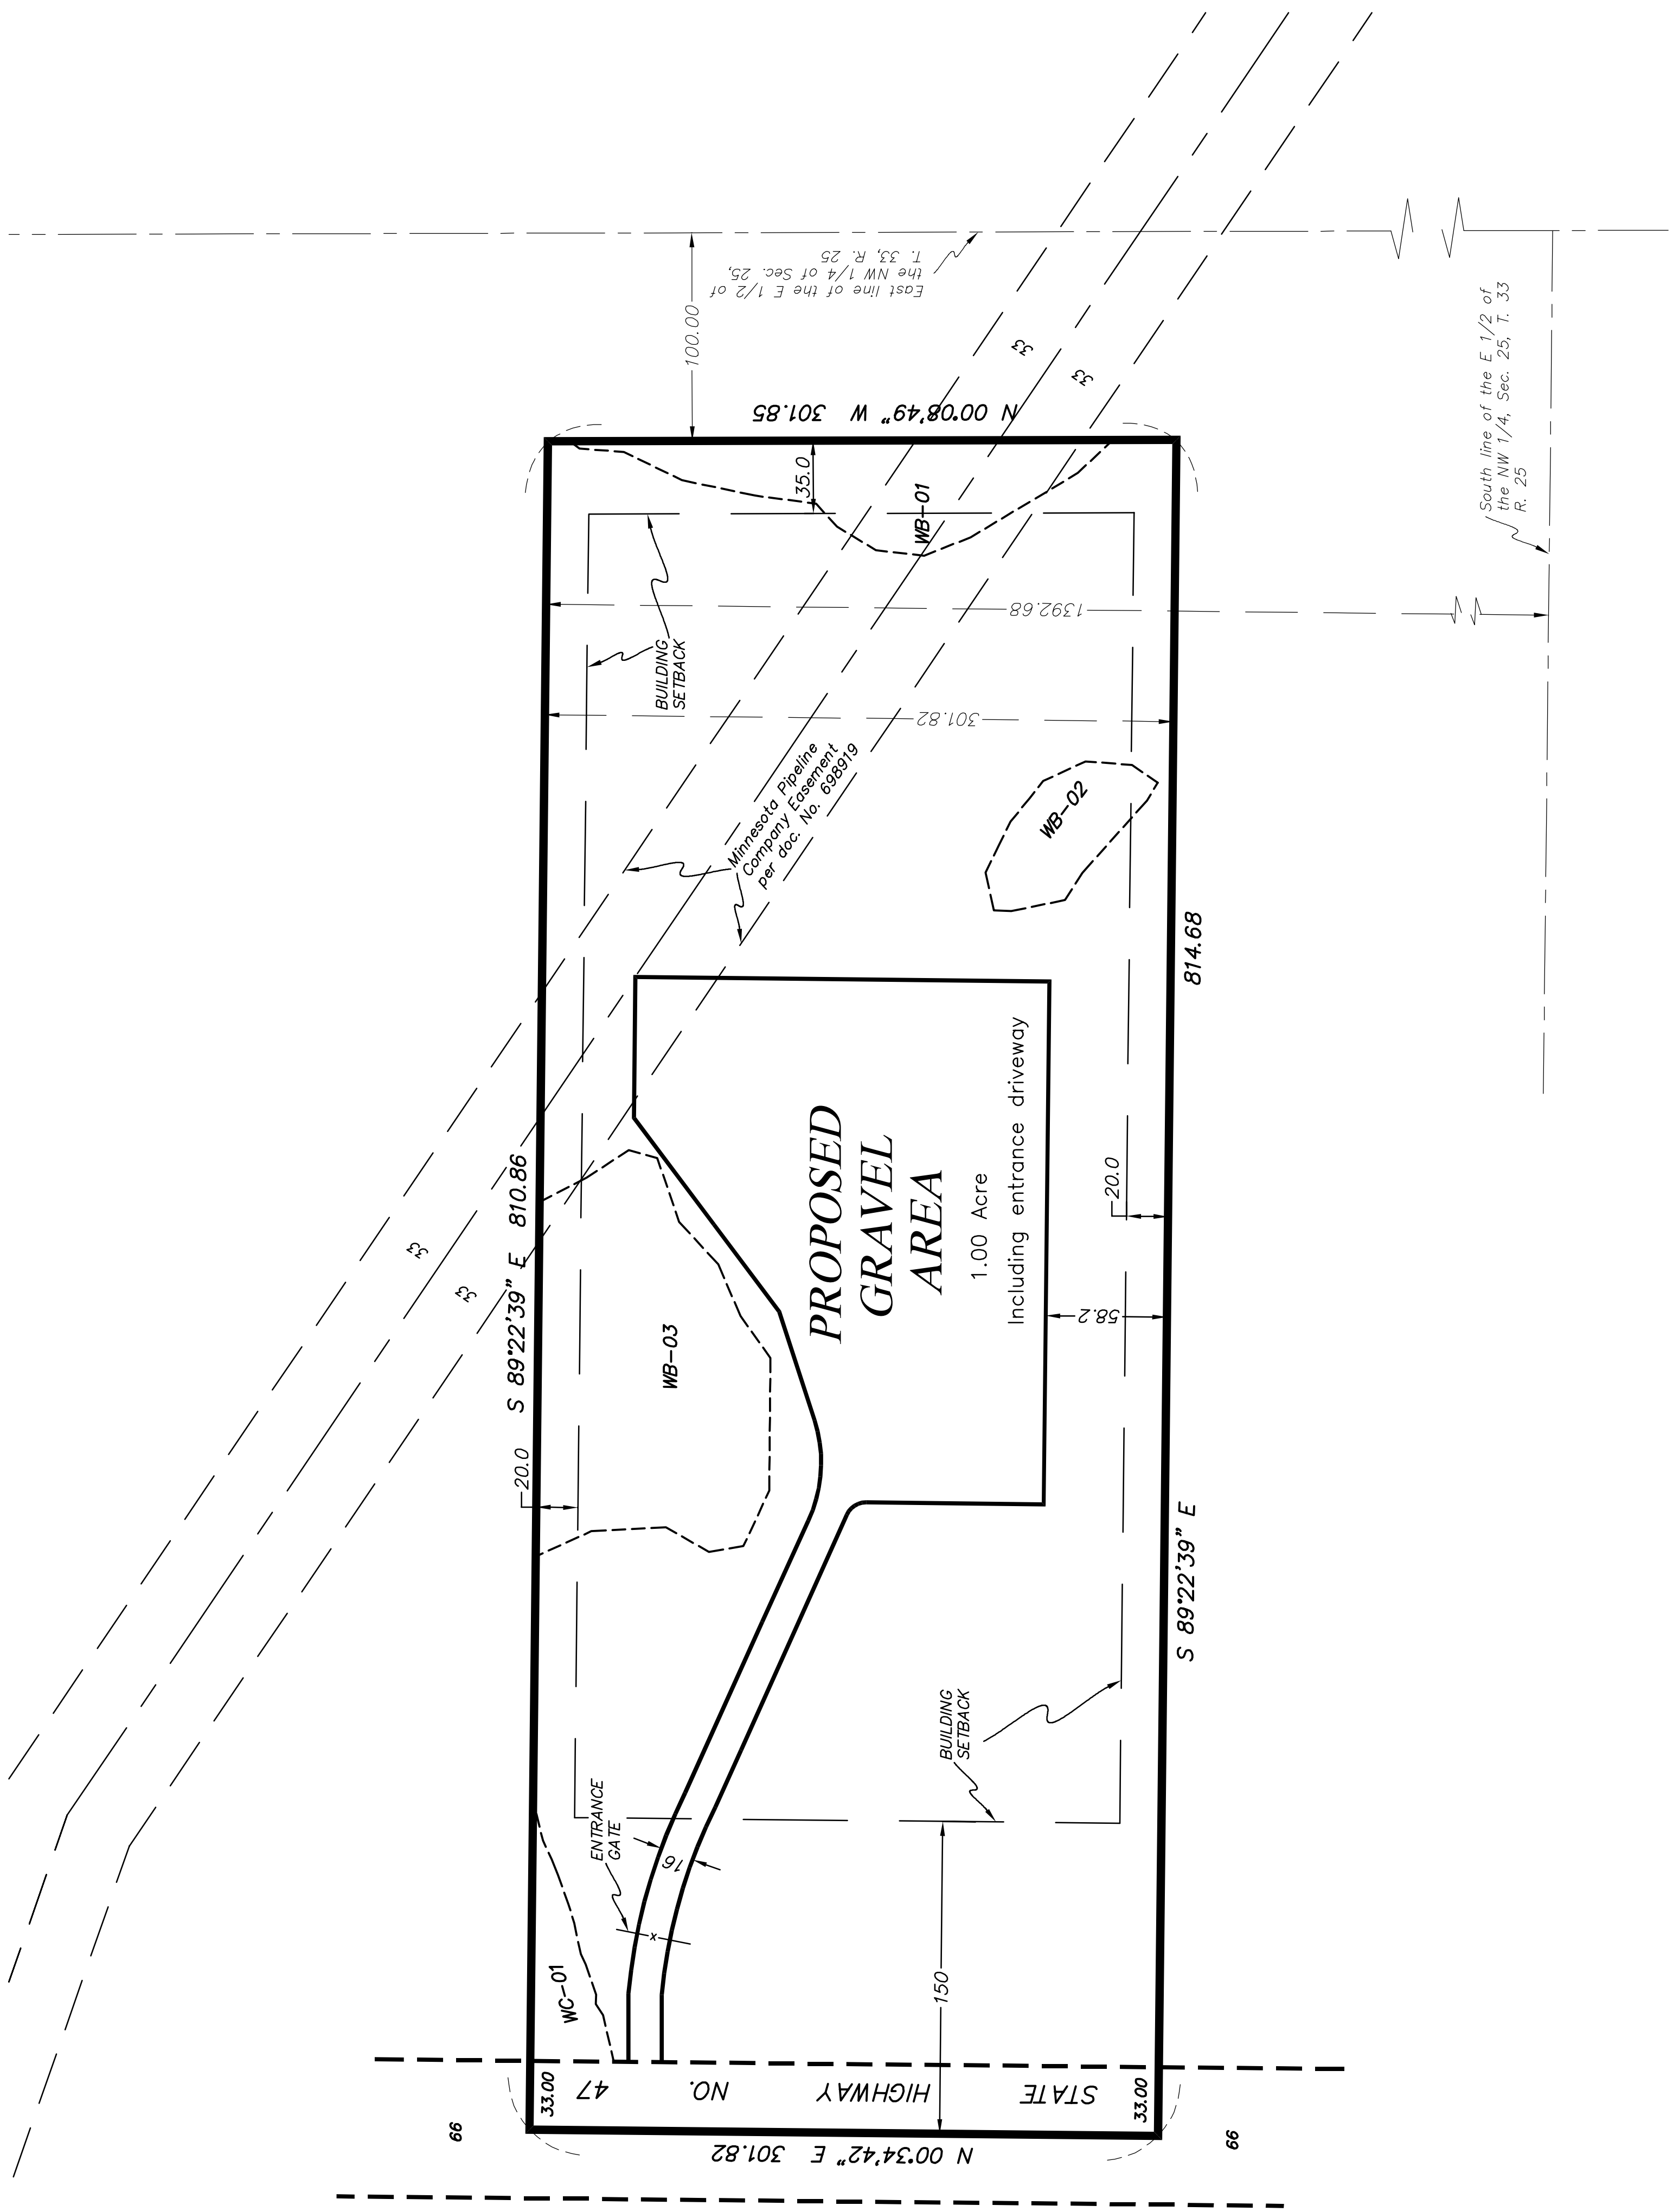 East line of the E 1/2 of
the NW 1/4 of Sec. 25,
T. 33, R. 25
100.00
33
33
N 00°08'49" W 301.85
South line of the E 1/2 of
the NW 1/4, Sec. 25, T. 33
R. 25
35.0
WB-01
1392.68
BUILDING
SETBACK
301.82
Minnesota Pipeline
Company Easement
per doc. No. 698919
WB-02
814.68
S 89°22'39" E 810.86
33
33
WB-03
PROPOSED
GRAVEL
AREA
1.00 Acre
Including entrance driveway
20.0
58.2
20.0
S 89°22'39" E
BUILDING
SETBACK
ENTRANCE
GATE
16
x
WC-01
150
33.00
STATE HIGHWAY NO. 47
33.00
66
66
N 00°34'42" E 301.82